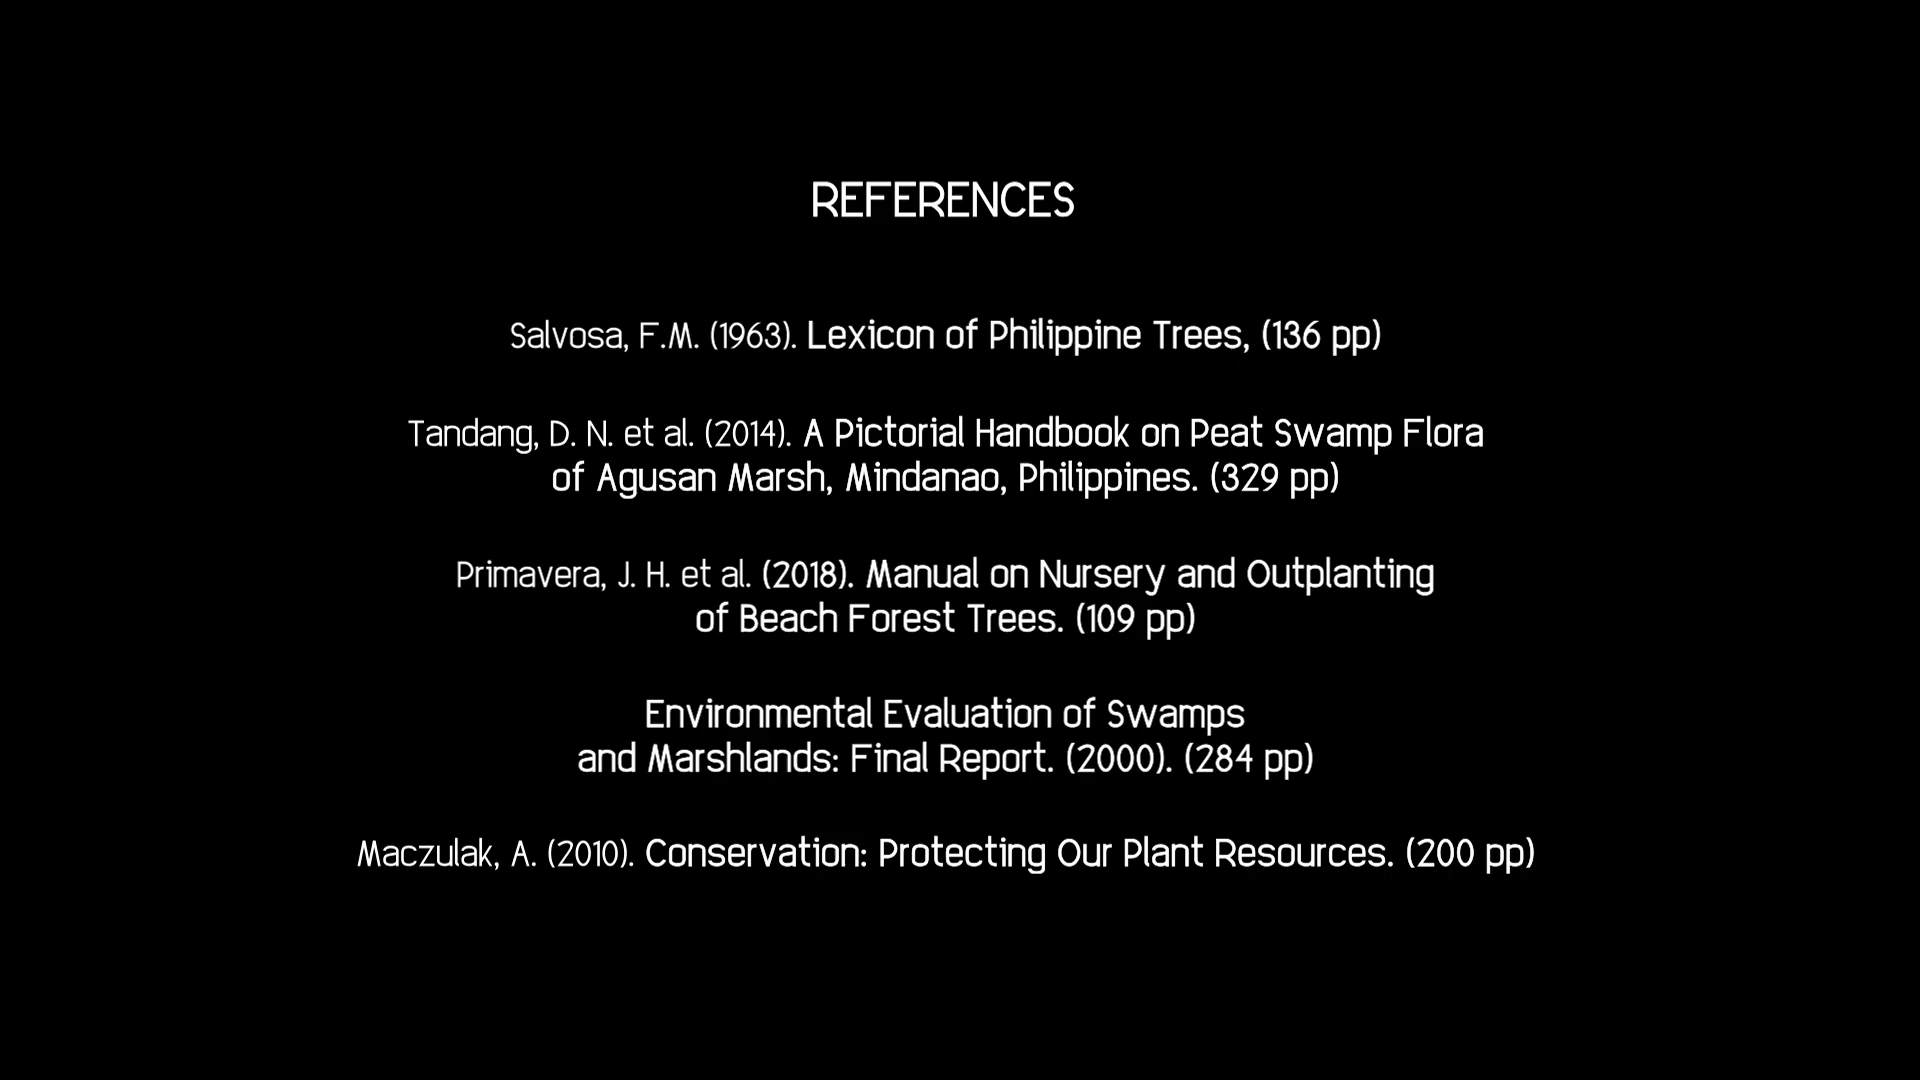 REFERENCES
Salvosa, F.M. (1963). Lexicon of Philippine Trees, (136 pp)
Tandang, D. N. et al. (2014). A Pictorial Handbook on Peat Swamp Flora
of Agusan Marsh, Mindanao, Philippines. (329 pp)
Primavera, J. H. et al. (2018). Manual on Nursery and Outplanting
of Beach Forest Trees. (109 pp)
Environmental Evaluation of Swamps
and Marshlands: Final Report. (2000). (284 pp)
Maczulak, A. (2010). Conservation: Protecting Our Plant Resources. (200 pp)